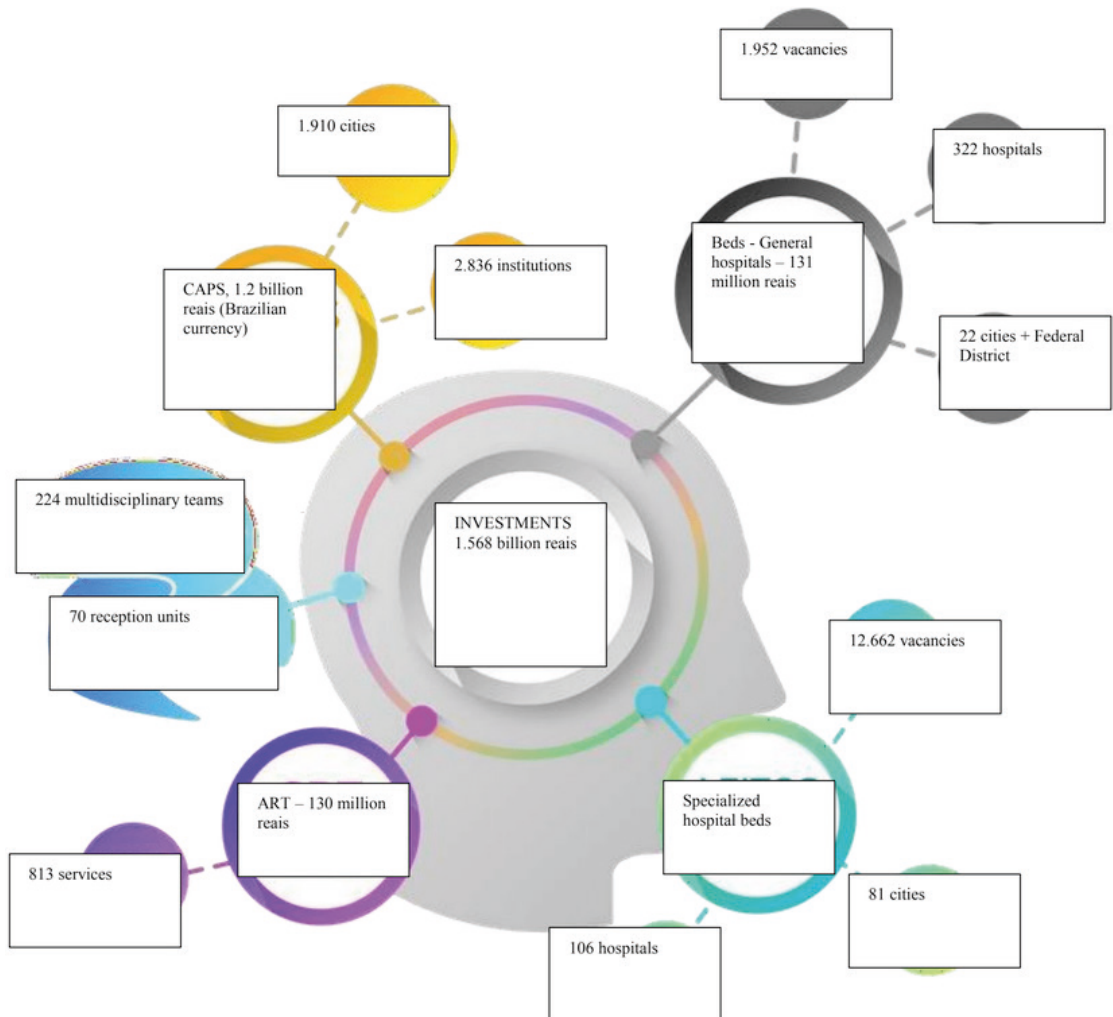 1.952 vacancies
1.910 cities
322 hospitals
Beds - General
hospitals – 131
million reais
2.836 institutions
CAPS, 1.2 billion
reais (Brazilian
currency)
22 cities + Federal
District
224 multidisciplinary teams
INVESTMENTS
1.568 billion reais
70 reception units
12.662 vacancies
ART – 130 million
reais
Specialized
hospital beds
813 services
81 cities
106 hospitals